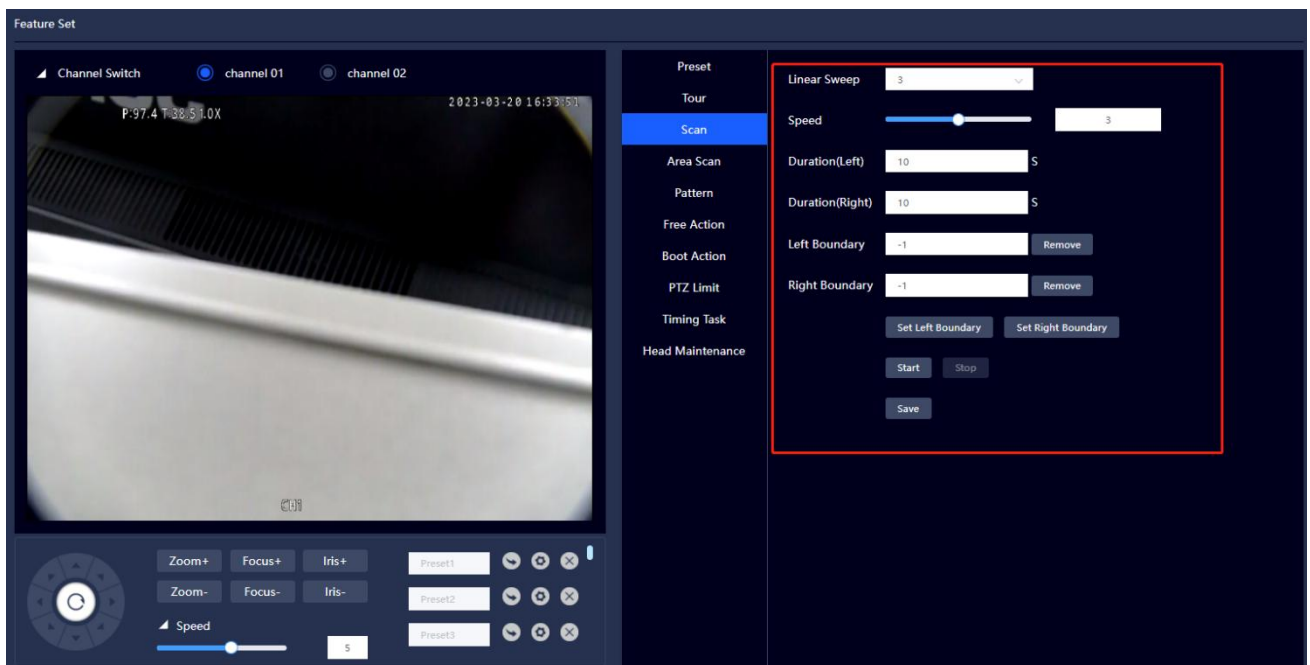 Feature Set
Channel Switch
channel 01
channel 02
P:97.4 T:38.5 1.0X
2023-03-20 16:33:51
CH1
Zoom+
Focus+
Iris+
Zoom-
Focus-
Iris-
Speed
5
Preset1
Preset2
Preset3
Preset
Tour
Scan
Area Scan
Pattern
Free Action
Boot Action
PTZ Limit
Timing Task
Head Maintenance
Linear Sweep
3
Speed
3
Duration(Left)
10
S
Duration(Right)
10
S
Left Boundary
-1
Remove
Right Boundary
-1
Remove
Set Left Boundary
Set Right Boundary
Start
Stop
Save